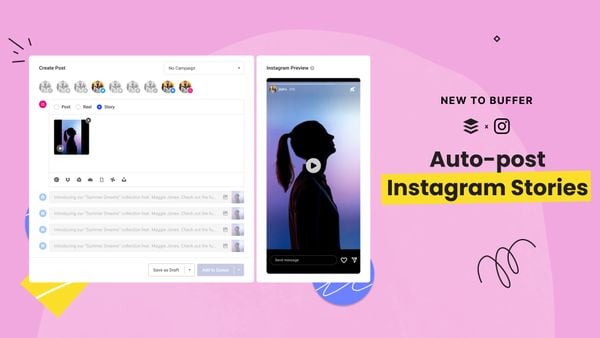 Create Post
No Campaign
Post
Reel
Story
Introducing our "Summer Dreams" collection feat. Maggie Jones. Check out the fu...
Introducing our "Summer Dreams" collection feat. Maggie Jones. Check out the fu...
Introducing our "Summer Dreams" collection feat. Maggie Jones. Check out the fu...
Introducing our "Summer Dreams" collection feat. Maggie Jones. Check out the fu...
Save as Draft
Add to Queue
Instagram Preview
Send message
NEW TO BUFFER
x
Auto-post
Instagram Stories